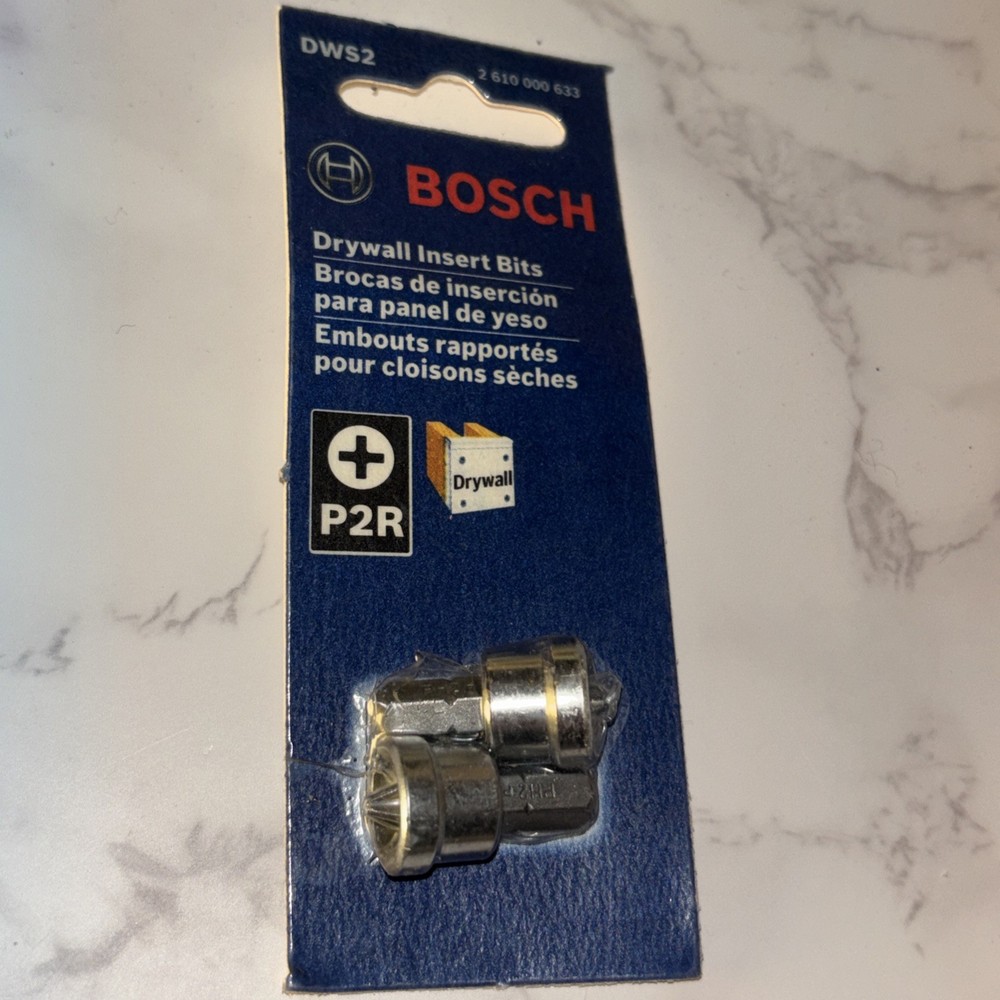 DWS2
2 610 000 633
BOSCH
Drywall Insert Bits
Brocas de inserción
para panel de yeso
Embouts rapportés
pour cloisons sèches
P2R
Drywall